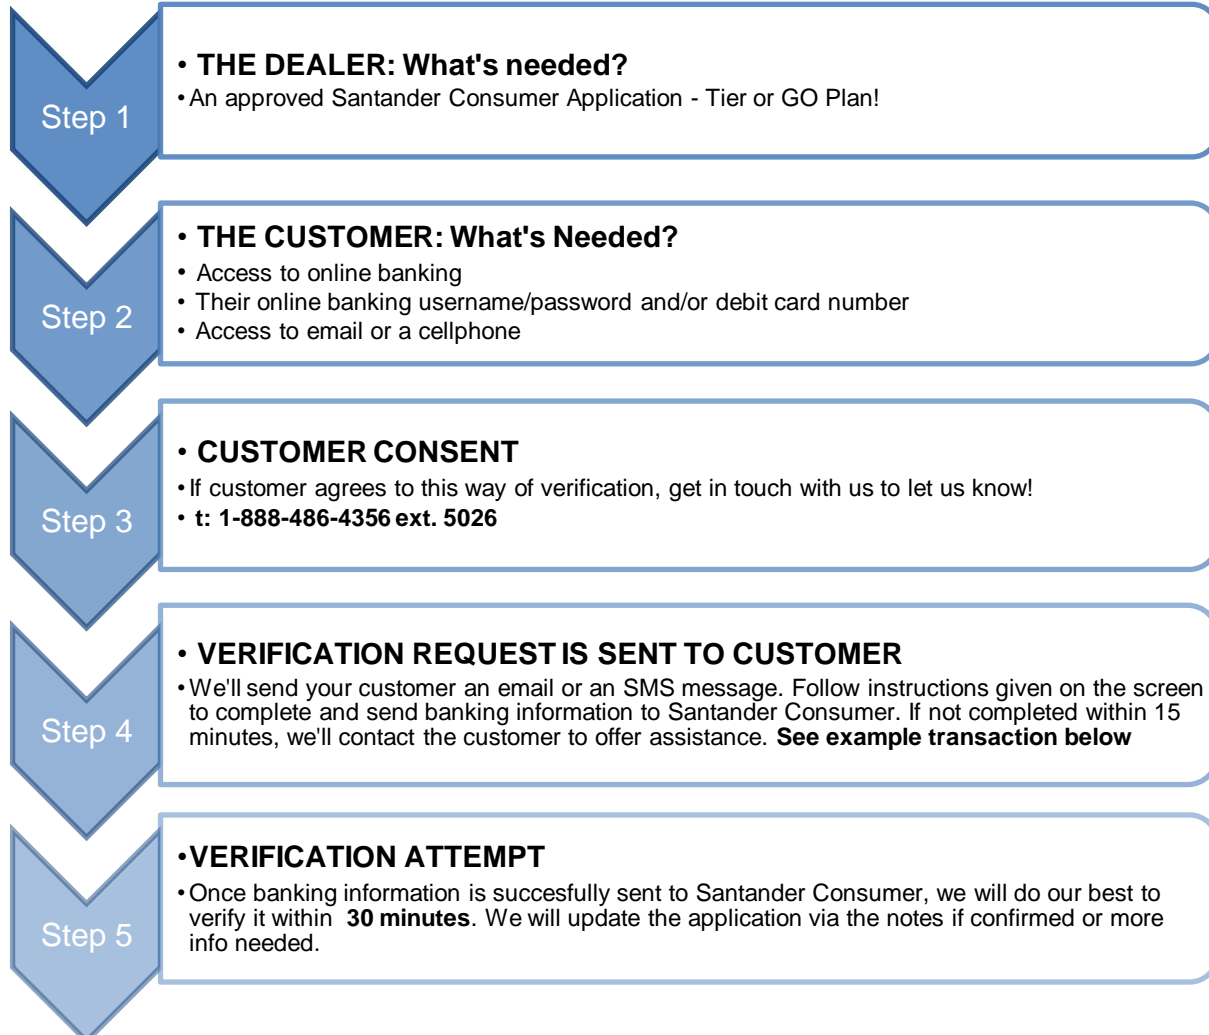 Step 1
• THE DEALER: What's needed?
• An approved Santander Consumer Application - Tier or GO Plan!
Step 2
• THE CUSTOMER: What's Needed?
• Access to online banking
• Their online banking username/password and/or debit card number
• Access to email or a cellphone
Step 3
• CUSTOMER CONSENT
• If customer agrees to this way of verification, get in touch with us to let us know!
• t: 1-888-486-4356 ext. 5026
Step 4
• VERIFICATION REQUEST IS SENT TO CUSTOMER
• We'll send your customer an email or an SMS message. Follow instructions given on the screen
to complete and send banking information to Santander Consumer. If not completed within 15
minutes, we'll contact the customer to offer assistance. See example transaction below
Step 5
• VERIFICATION ATTEMPT
• Once banking information is succesfully sent to Santander Consumer, we will do our best to
verify it within 30 minutes. We will update the application via the notes if confirmed or more
info needed.